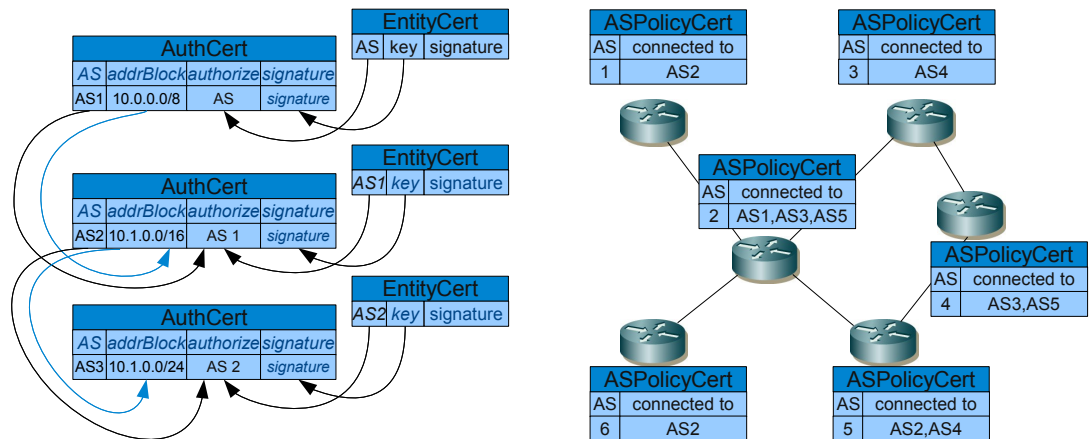 AuthCert
AS addrBlock authorize signature
AS1 10.0.0.0/8 AS signature
EntityCert
AS key signature
AuthCert
AS addrBlock authorize signature
AS2 10.1.0.0/16 AS 1 signature
EntityCert
AS1 key signature
AuthCert
AS addrBlock authorize signature
AS3 10.1.0.0/24 AS 2 signature
EntityCert
AS2 key signature
ASPolicyCert
AS connected to
1 AS2
ASPolicyCert
AS connected to
3 AS4
ASPolicyCert
AS connected to
2 AS1,AS3,AS5
ASPolicyCert
AS connected to
4 AS3,AS5
ASPolicyCert
AS connected to
6 AS2
ASPolicyCert
AS connected to
5 AS2,AS4